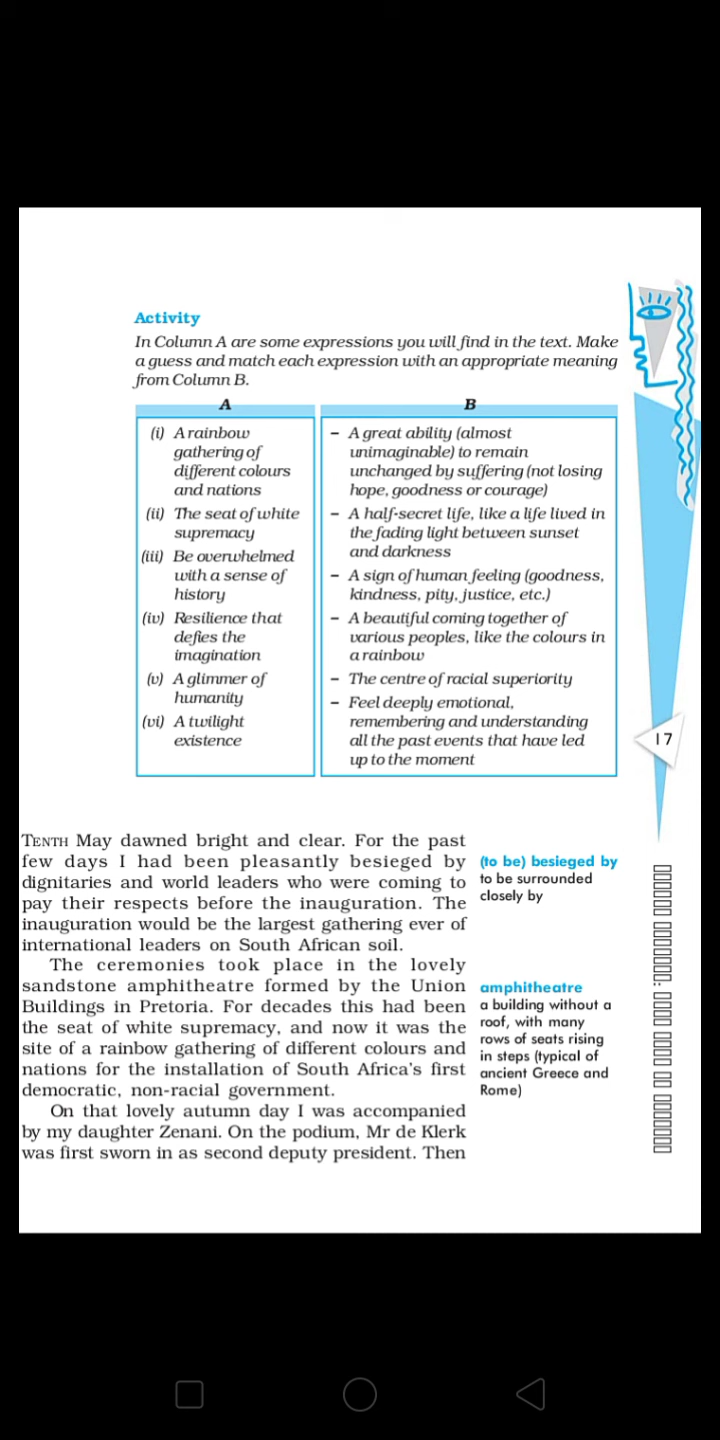 Activity
In Column A are some expressions you will find in the text. Make
a guess and match each expression with an appropriate meaning
from Column B.
A
(i) A rainbow
gathering of
different colours
and nations
(ii) The seat of white
supremacy
(iii) Be overwhelmed
with a sense of
history
(iv) Resilience that
defies the
imagination
(v) A glimmer of
humanity
(vi) A twilight
existence
B
– A great ability (almost
unimaginable) to remain
unchanged by suffering (not losing
hope, goodness or courage)
– A half-secret life, like a life lived in
the fading light between sunset
and darkness
– A sign of human feeling (goodness,
kindness, pity, justice, etc.)
– A beautiful coming together of
various peoples, like the colours in
a rainbow
– The centre of racial superiority
– Feel deeply emotional,
remembering and understanding
all the past events that have led
up to the moment
17
TENTH May dawned bright and clear. For the past
few days I had been pleasantly besieged by
dignitaries and world leaders who were coming to
pay their respects before the inauguration. The
inauguration would be the largest gathering ever of
international leaders on South African soil.
The ceremonies took place in the lovely
sandstone amphitheatre formed by the Union
Buildings in Pretoria. For decades this had been
the seat of white supremacy, and now it was the
site of a rainbow gathering of different colours and
nations for the installation of South Africa's first
democratic, non-racial government.
On that lovely autumn day I was accompanied
by my daughter Zenani. On the podium, Mr de Klerk
was first sworn in as second deputy president. Then
(to be) besieged by
to be surrounded
closely by
amphitheatre
a building without a
roof, with many
rows of seats rising
in steps (typical of
ancient Greece and
Rome)